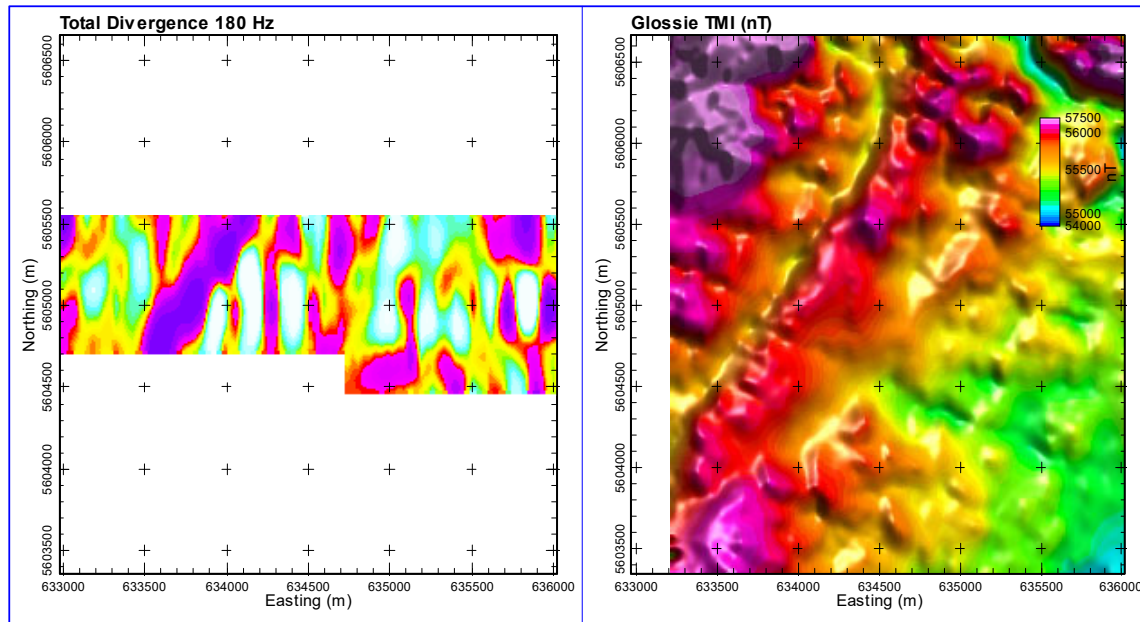 Total Divergence 180 Hz
5606500
5606000
5605500
5605000
5604500
5604000
5603500
Northing (m)
633000 633500 634000 634500 635000 635500 636000
Easting (m)
Glossie TMI (nT)
5606500
5606000
5605500
5605000
5604500
5604000
5603500
Northing (m)
57500
56000
55500
55000
54000
nT
633000 633500 634000 634500 635000 635500 636000
Easting (m)